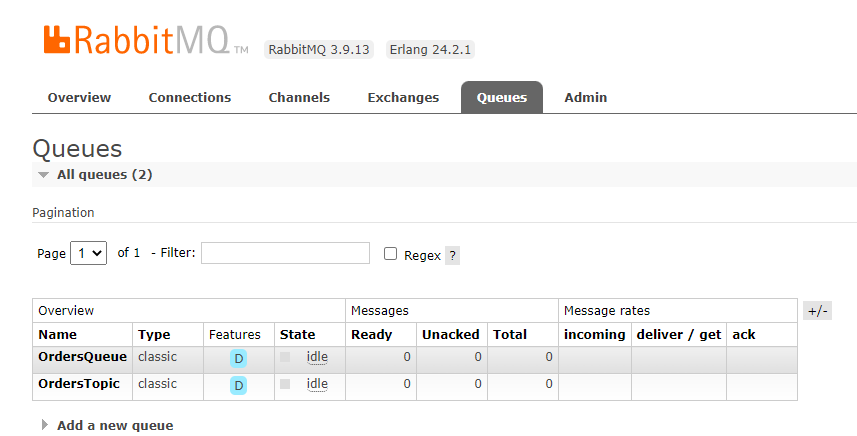 RabbitMQ TM RabbitMQ 3.9.13 Erlang 24.2.1
Overview Connections Channels Exchanges Queues Admin
Queues
All queues (2)
Pagination
Page 1 of 1 - Filter: Regex ?
Overview Messages Message rates +/-
Name Type Features State Ready Unacked Total incoming deliver / get ack
OrdersQueue classic D idle 0 0 0
OrdersTopic classic D idle 0 0 0
Add a new queue